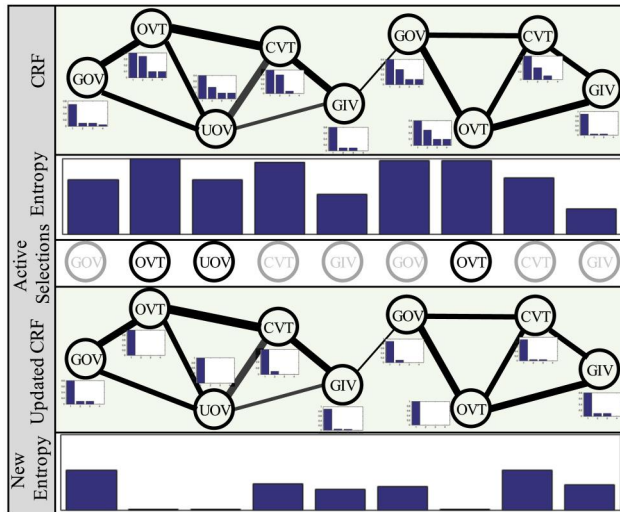 CRF
OVT
CVT
GOV
CVT
GOV
GIV
GIV
UOV
OVT
Entropy
Active
Selections
GOV
OVT
UOV
CVT
GIV
GOV
OVT
CVT
GIV
Updated CRF
OVT
CVT
GOV
CVT
GOV
GIV
GIV
UOV
OVT
New
Entropy